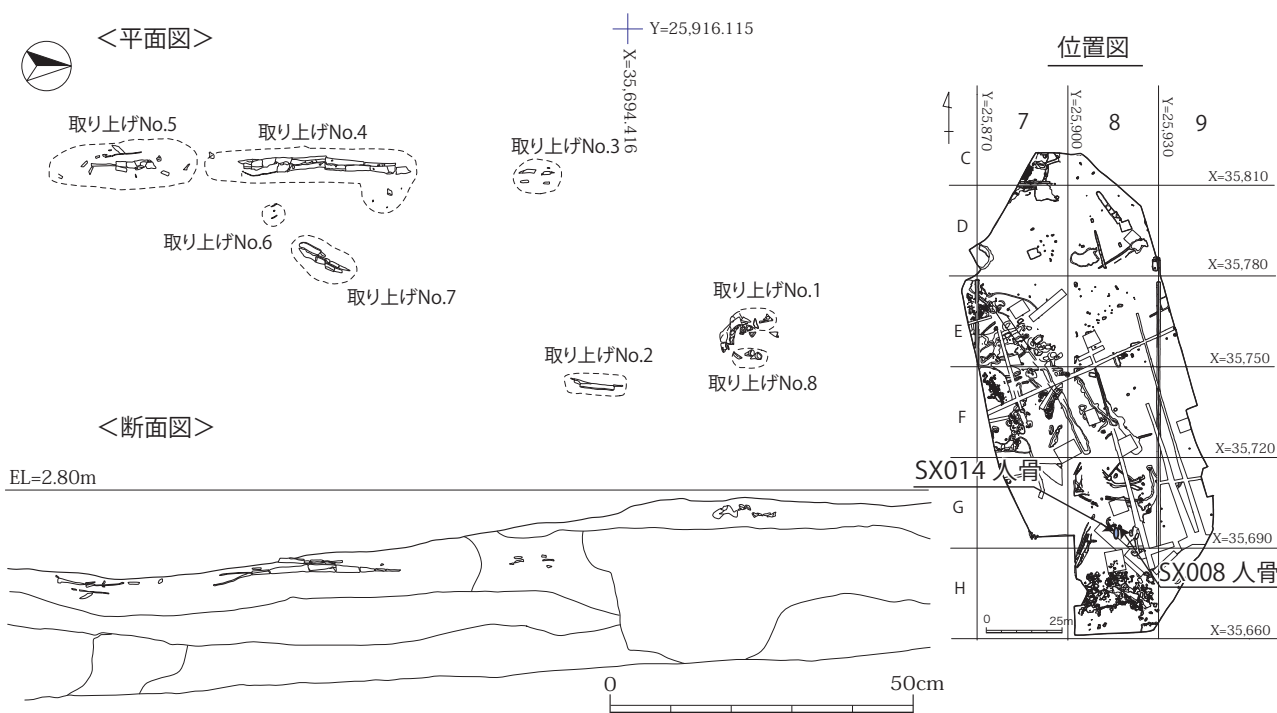 <平面図>
Y=25,916.115
X=35,694.416
取り上げNo.5
取り上げNo.4
取り上げNo.3
取り上げNo.6
取り上げNo.7
取り上げNo.1
取り上げNo.2
取り上げNo.8
<断面図>
EL=2.80m
0 50cm
位置図
Y=25,870
7
Y=25,900
8
Y=25,930
9
C
X=35,810
D
X=35,780
E
X=35,750
F
X=35,720
SX014 人骨
G
X=35,690
SX008 人骨
H
0 25m
X=35,660